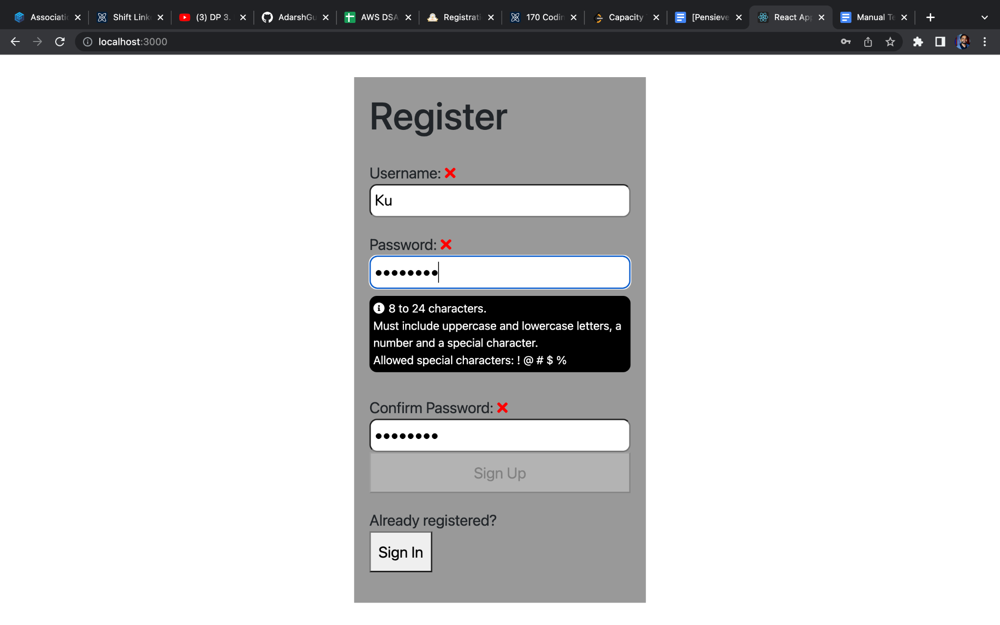 Associati
Shift Link
(3) DP 3.
AdarshGu
AWS DSA
Registrati
170 Codin
Capacity
[Pensieve
React App
Manual Te
localhost:3000
Register
Username:
Ku
Password:
••••••••
8 to 24 characters.
Must include uppercase and lowercase letters, a
number and a special character.
Allowed special characters: ! @ # $ %
Confirm Password:
••••••••
Sign Up
Already registered?
Sign In